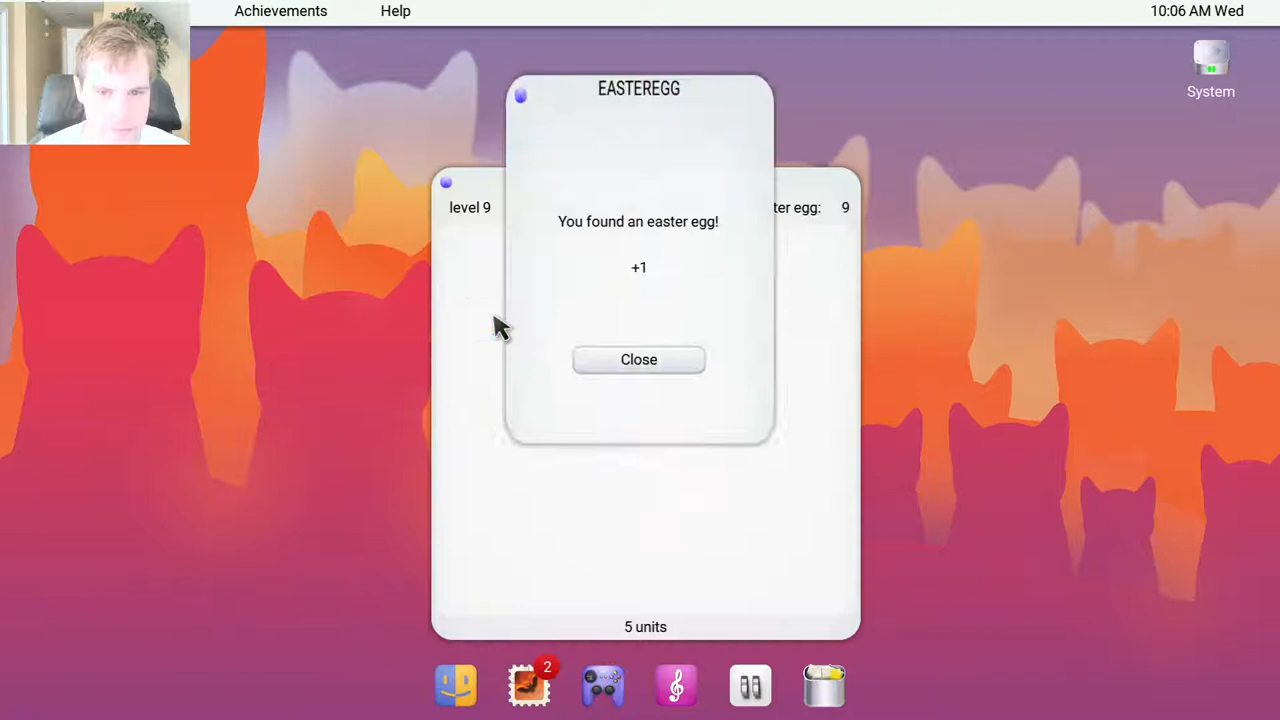 Achievements Help 10:06 AM Wed
System
EASTEREGG
level 9 ter egg: 9
You found an easter egg!
+1
Close
5 units
2